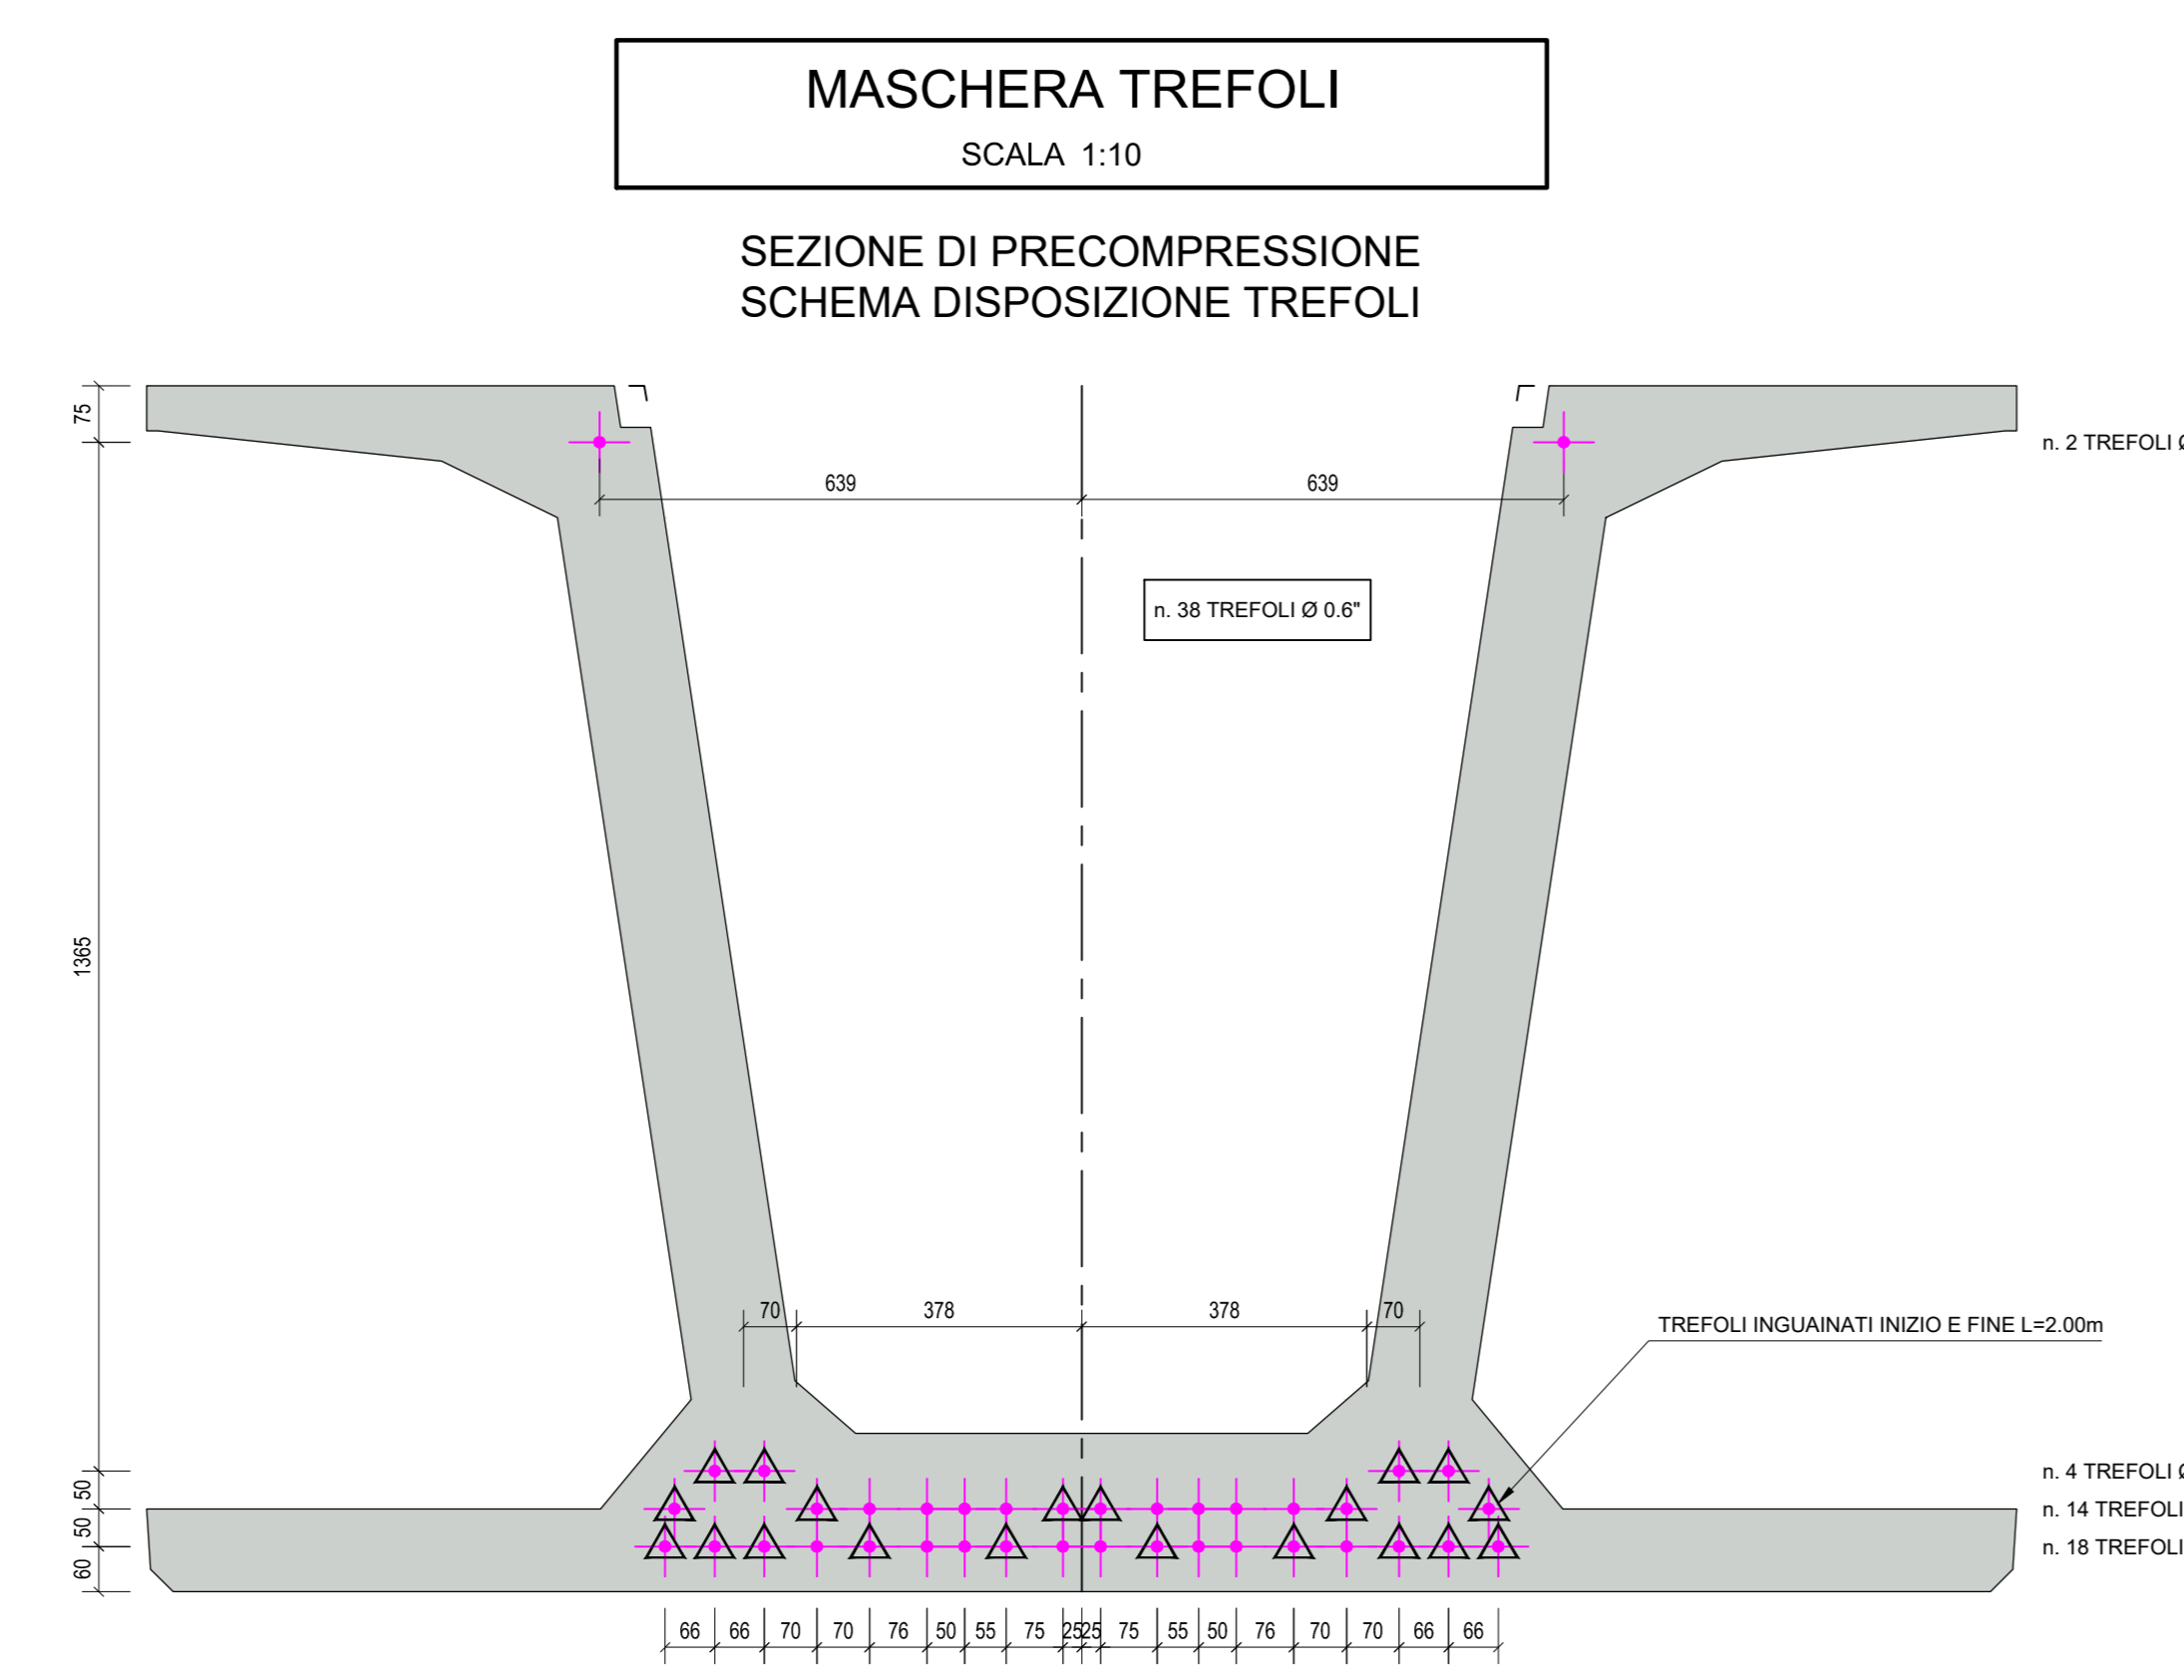 MASCHERA TREFOLI
SCALA 1:10
SEZIONE DI PRECOMPRESSIONE
SCHEMA DISPOSIZIONE TREFOLI
75
n. 2 TREFOLI Ø
639 639
n. 38 TREFOLI Ø 0.6"
1365
70 378 378 70
TREFOLI INGUAINATI INIZIO E FINE L=2.00m
50
n. 4 TREFOLI Ø
50
n. 14 TREFOLI
60
n. 18 TREFOLI
66 66 70 70 76 50 55 75 25 25 75 55 50 76 70 70 66 66